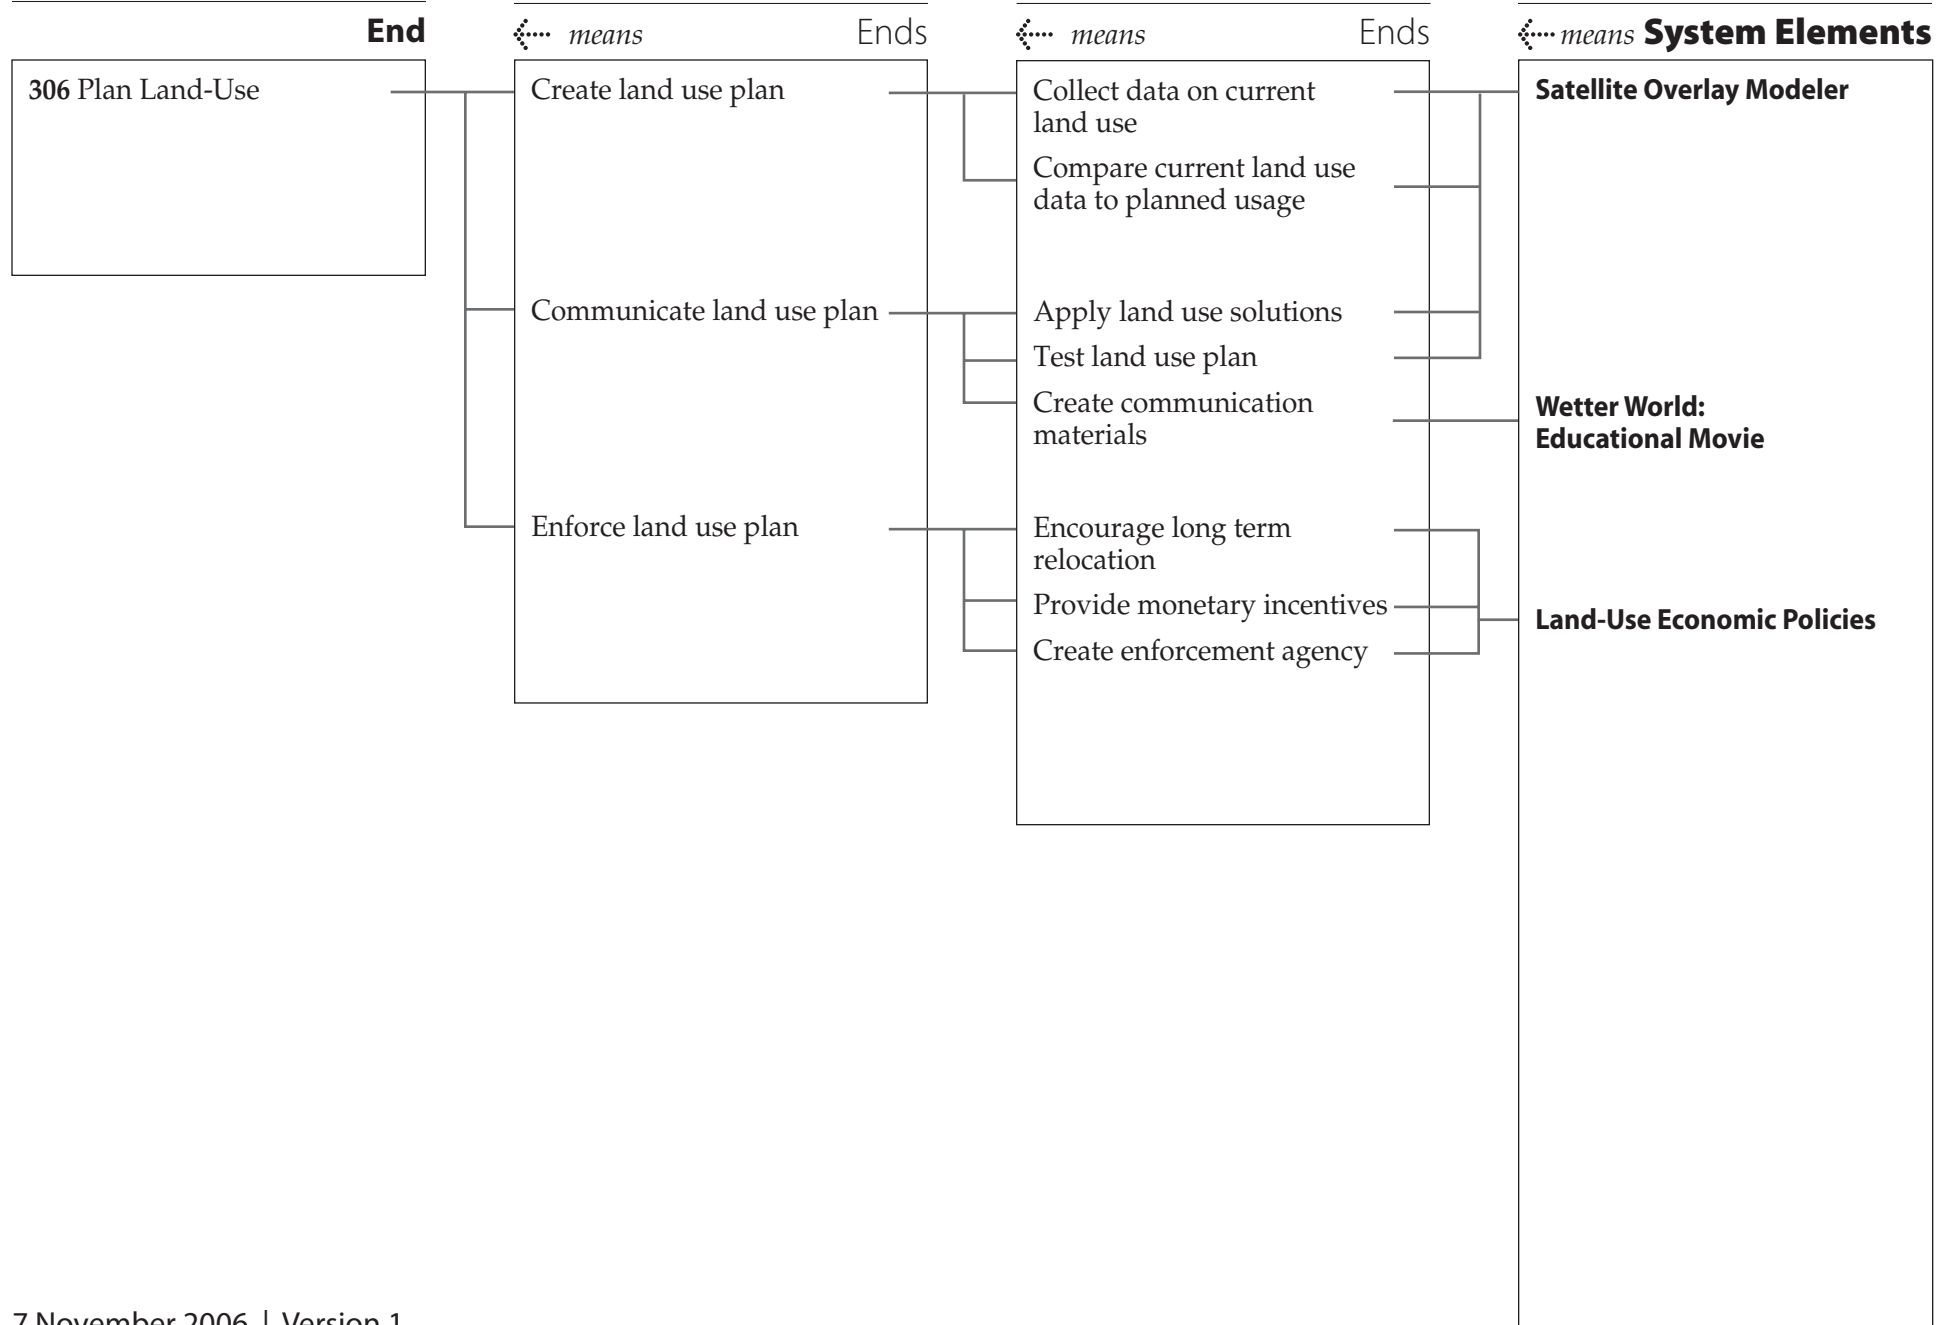 End
means Ends
means Ends
means System Elements
306 Plan Land-Use
Create land use plan
Communicate land use plan
Enforce land use plan
Collect data on current
land use
Compare current land use
data to planned usage
Apply land use solutions
Test land use plan
Create communication
materials
Encourage long term
relocation
Provide monetary incentives
Create enforcement agency
Satellite Overlay Modeler
Wetter World:
Educational Movie
Land-Use Economic Policies
7 November 2006 | Version 1